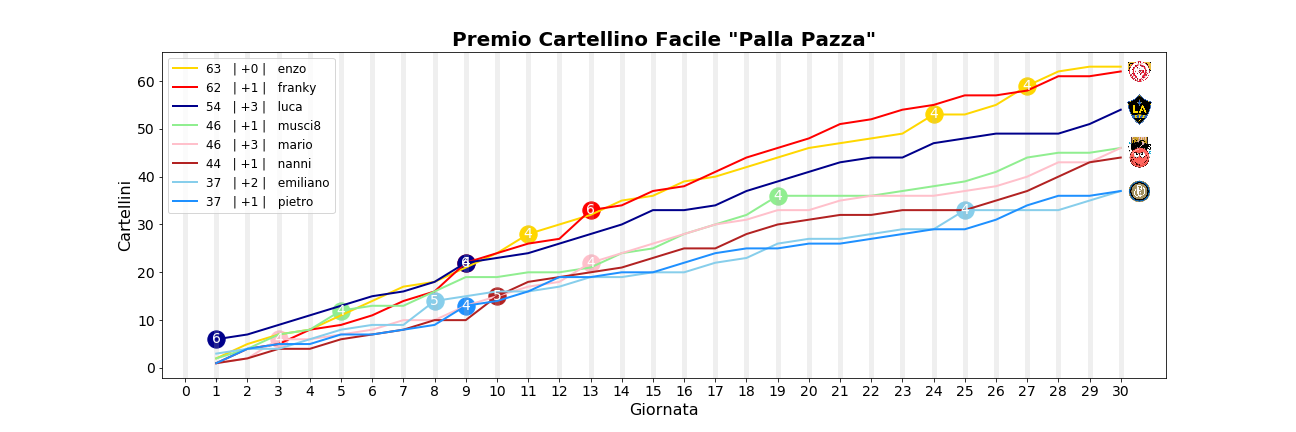 Premio Cartellino Facile "Palla Pazza"
63 | +0 | enzo
62 | +1 | franky
54 | +3 | luca
46 | +1 | musci8
46 | +3 | mario
44 | +1 | nanni
37 | +2 | emiliano
37 | +1 | pietro
Cartellini
60
50
40
30
20
10
0
6
4
4
5
6
4
5
4
6
4
4
4
4
4
LA
0 1 2 3 4 5 6 7 8 9 10 11 12 13 14 15 16 17 18 19 20 21 22 23 24 25 26 27 28 29 30
Giornata